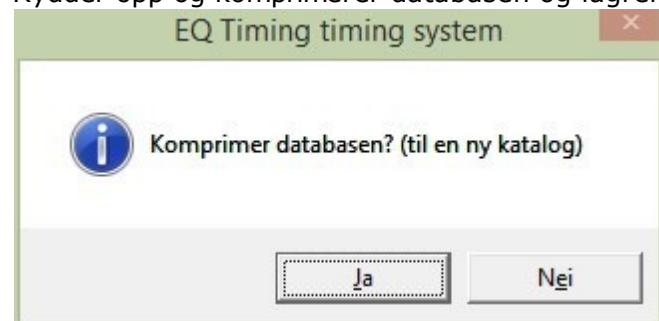 Rydder opp og komprimerer databasen og lagrer
EQ Timing timing system
Komprimer databasen? (til en ny katalog)
Ja
Nei